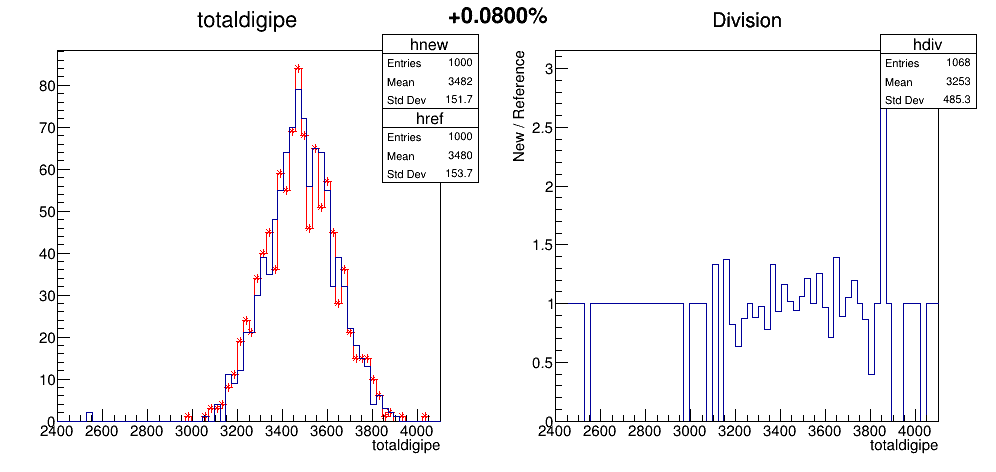 +0.0800%
totaldigipe
hnew
Entries 1000
Mean 3482
Std Dev 151.7
href
Entries 1000
Mean 3480
Std Dev 153.7
80
70
60
50
40
30
20
10
0
2400 2600 2800 3000 3200 3400 3600 3800 4000
totaldigipe
Division
hdiv
Entries 1068
Mean 3253
Std Dev 485.3
New / Reference
3
2.5
2
1.5
1
0.5
0
2400 2600 2800 3000 3200 3400 3600 3800 4000
totaldigipe